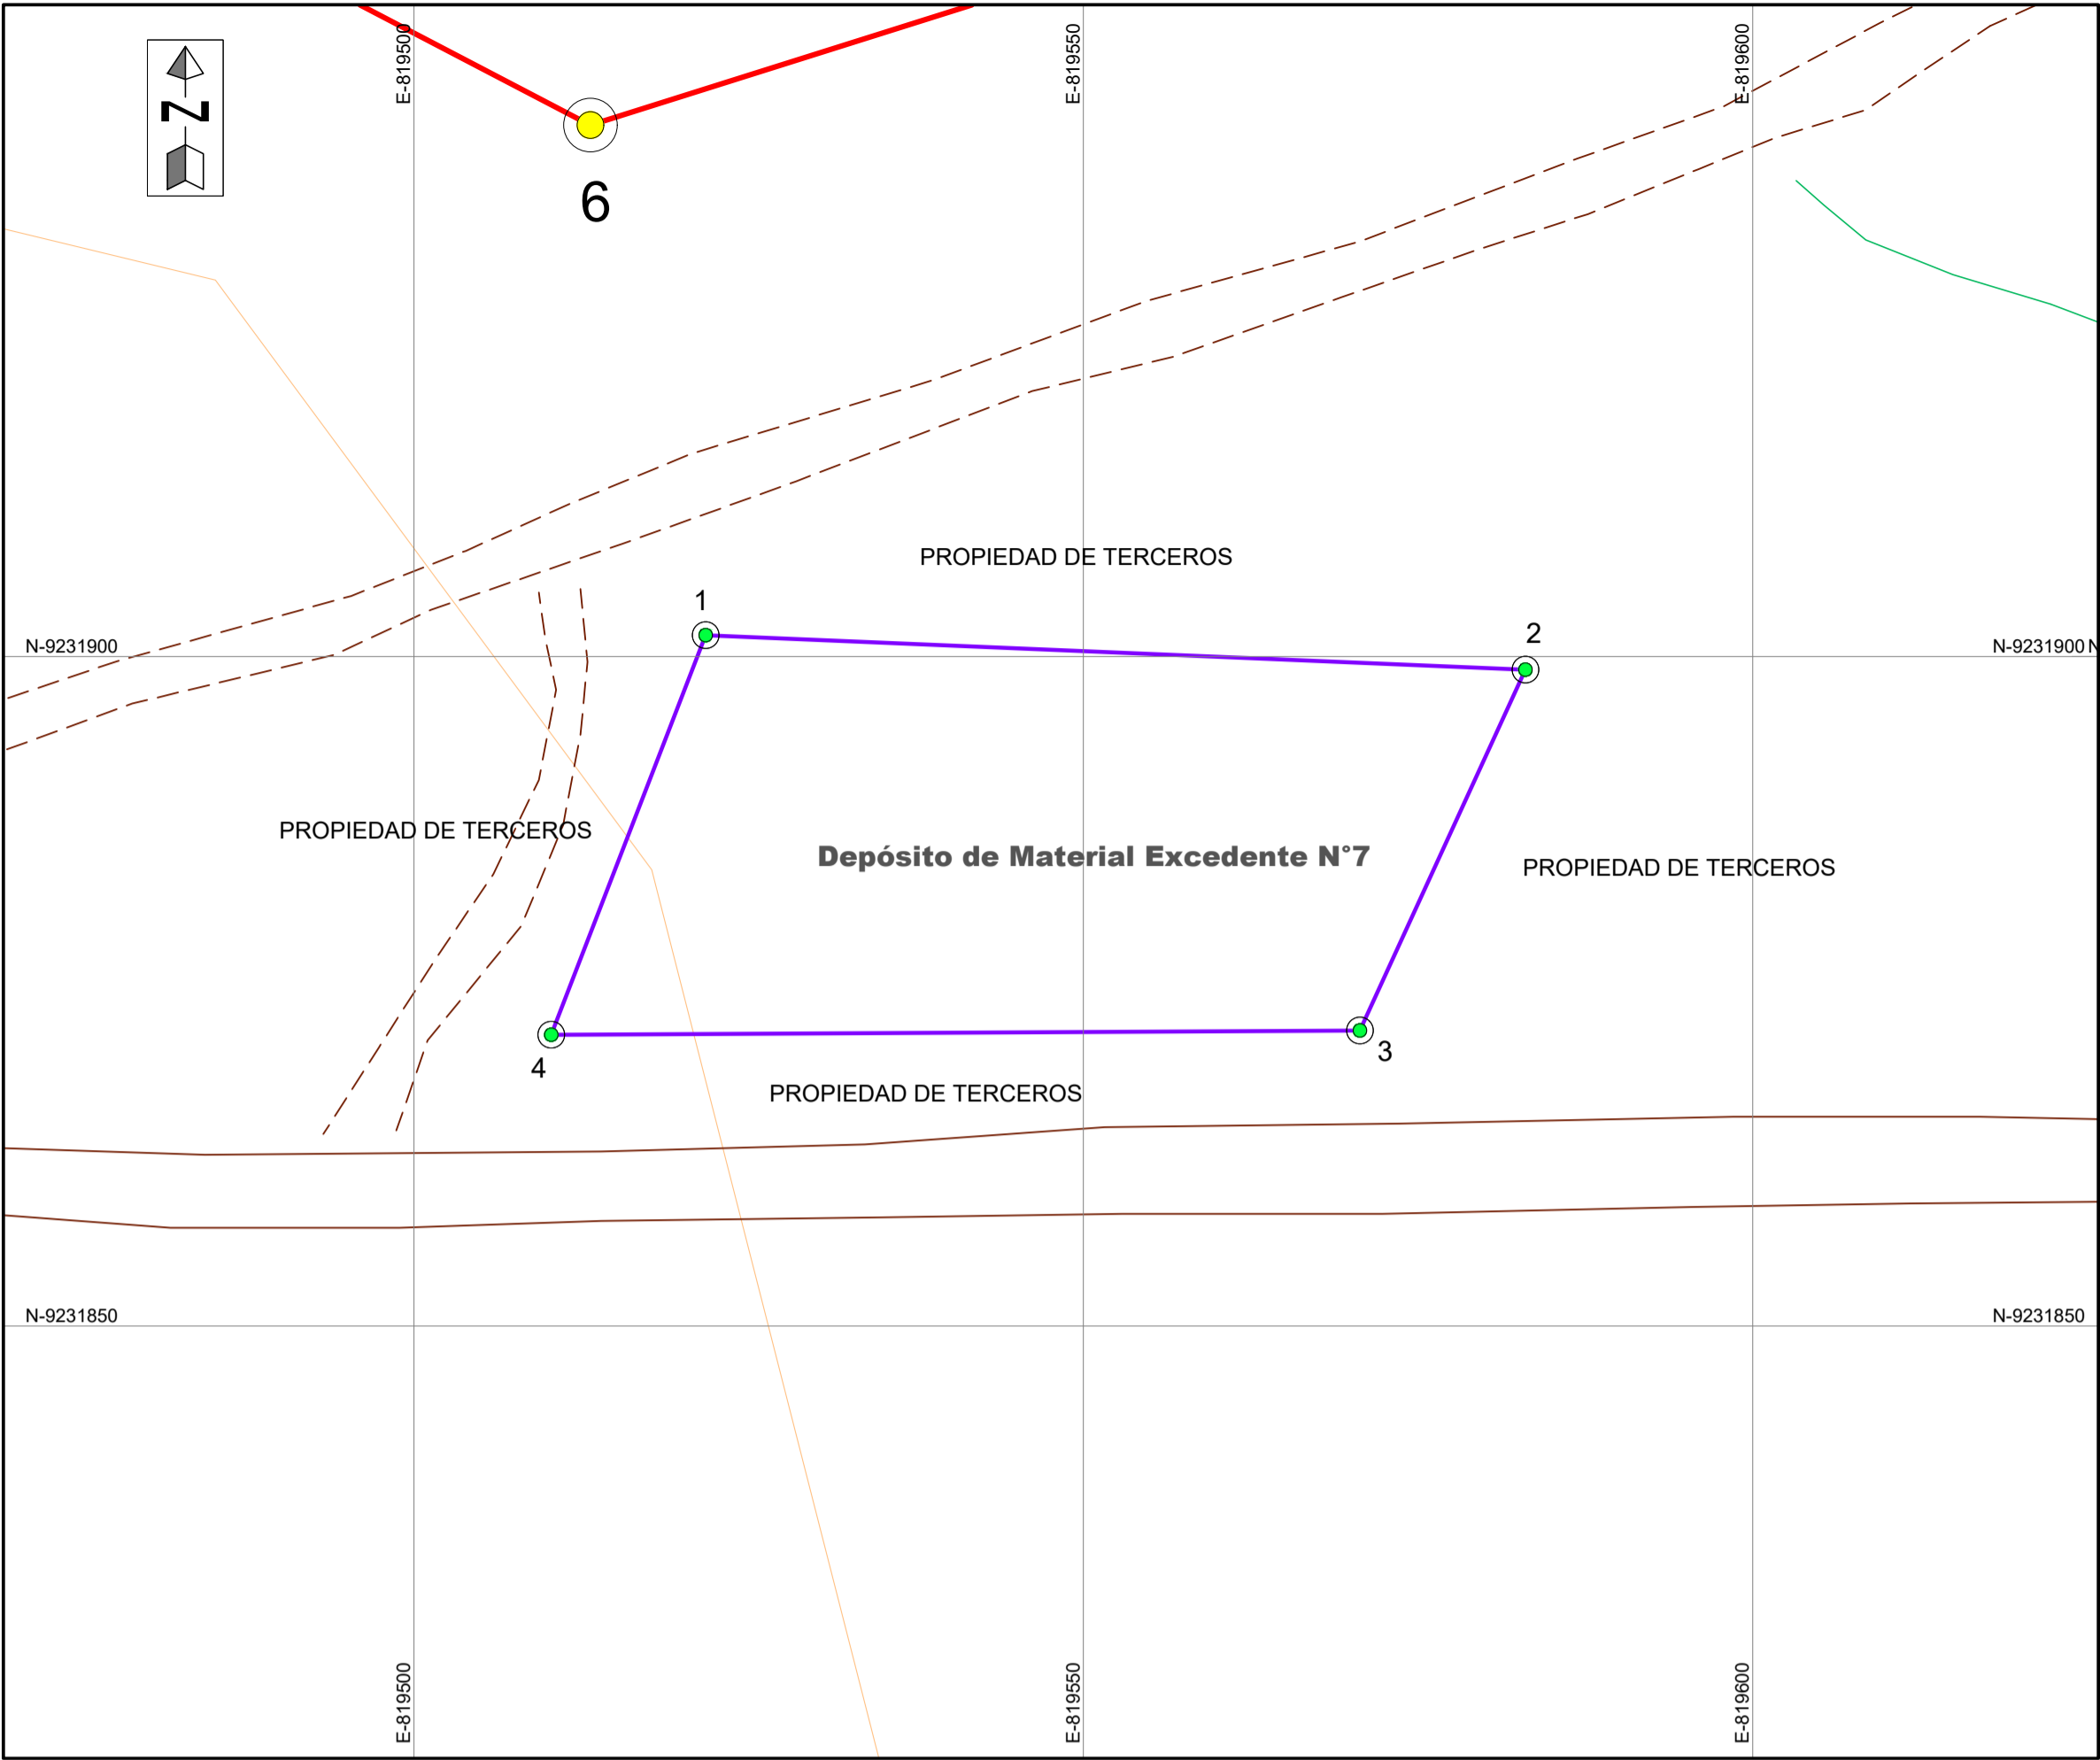 E-819500
E-819550
E-819600
N
6
PROPIEDAD DE TERCEROS
1
2
N-9231900
N-9231900 N
PROPIEDAD DE TERCEROS
Depósito de Material Excedente N°7
PROPIEDAD DE TERCEROS
4
3
PROPIEDAD DE TERCEROS
N-9231850
N-9231850
E-819500
E-819550
E-819600